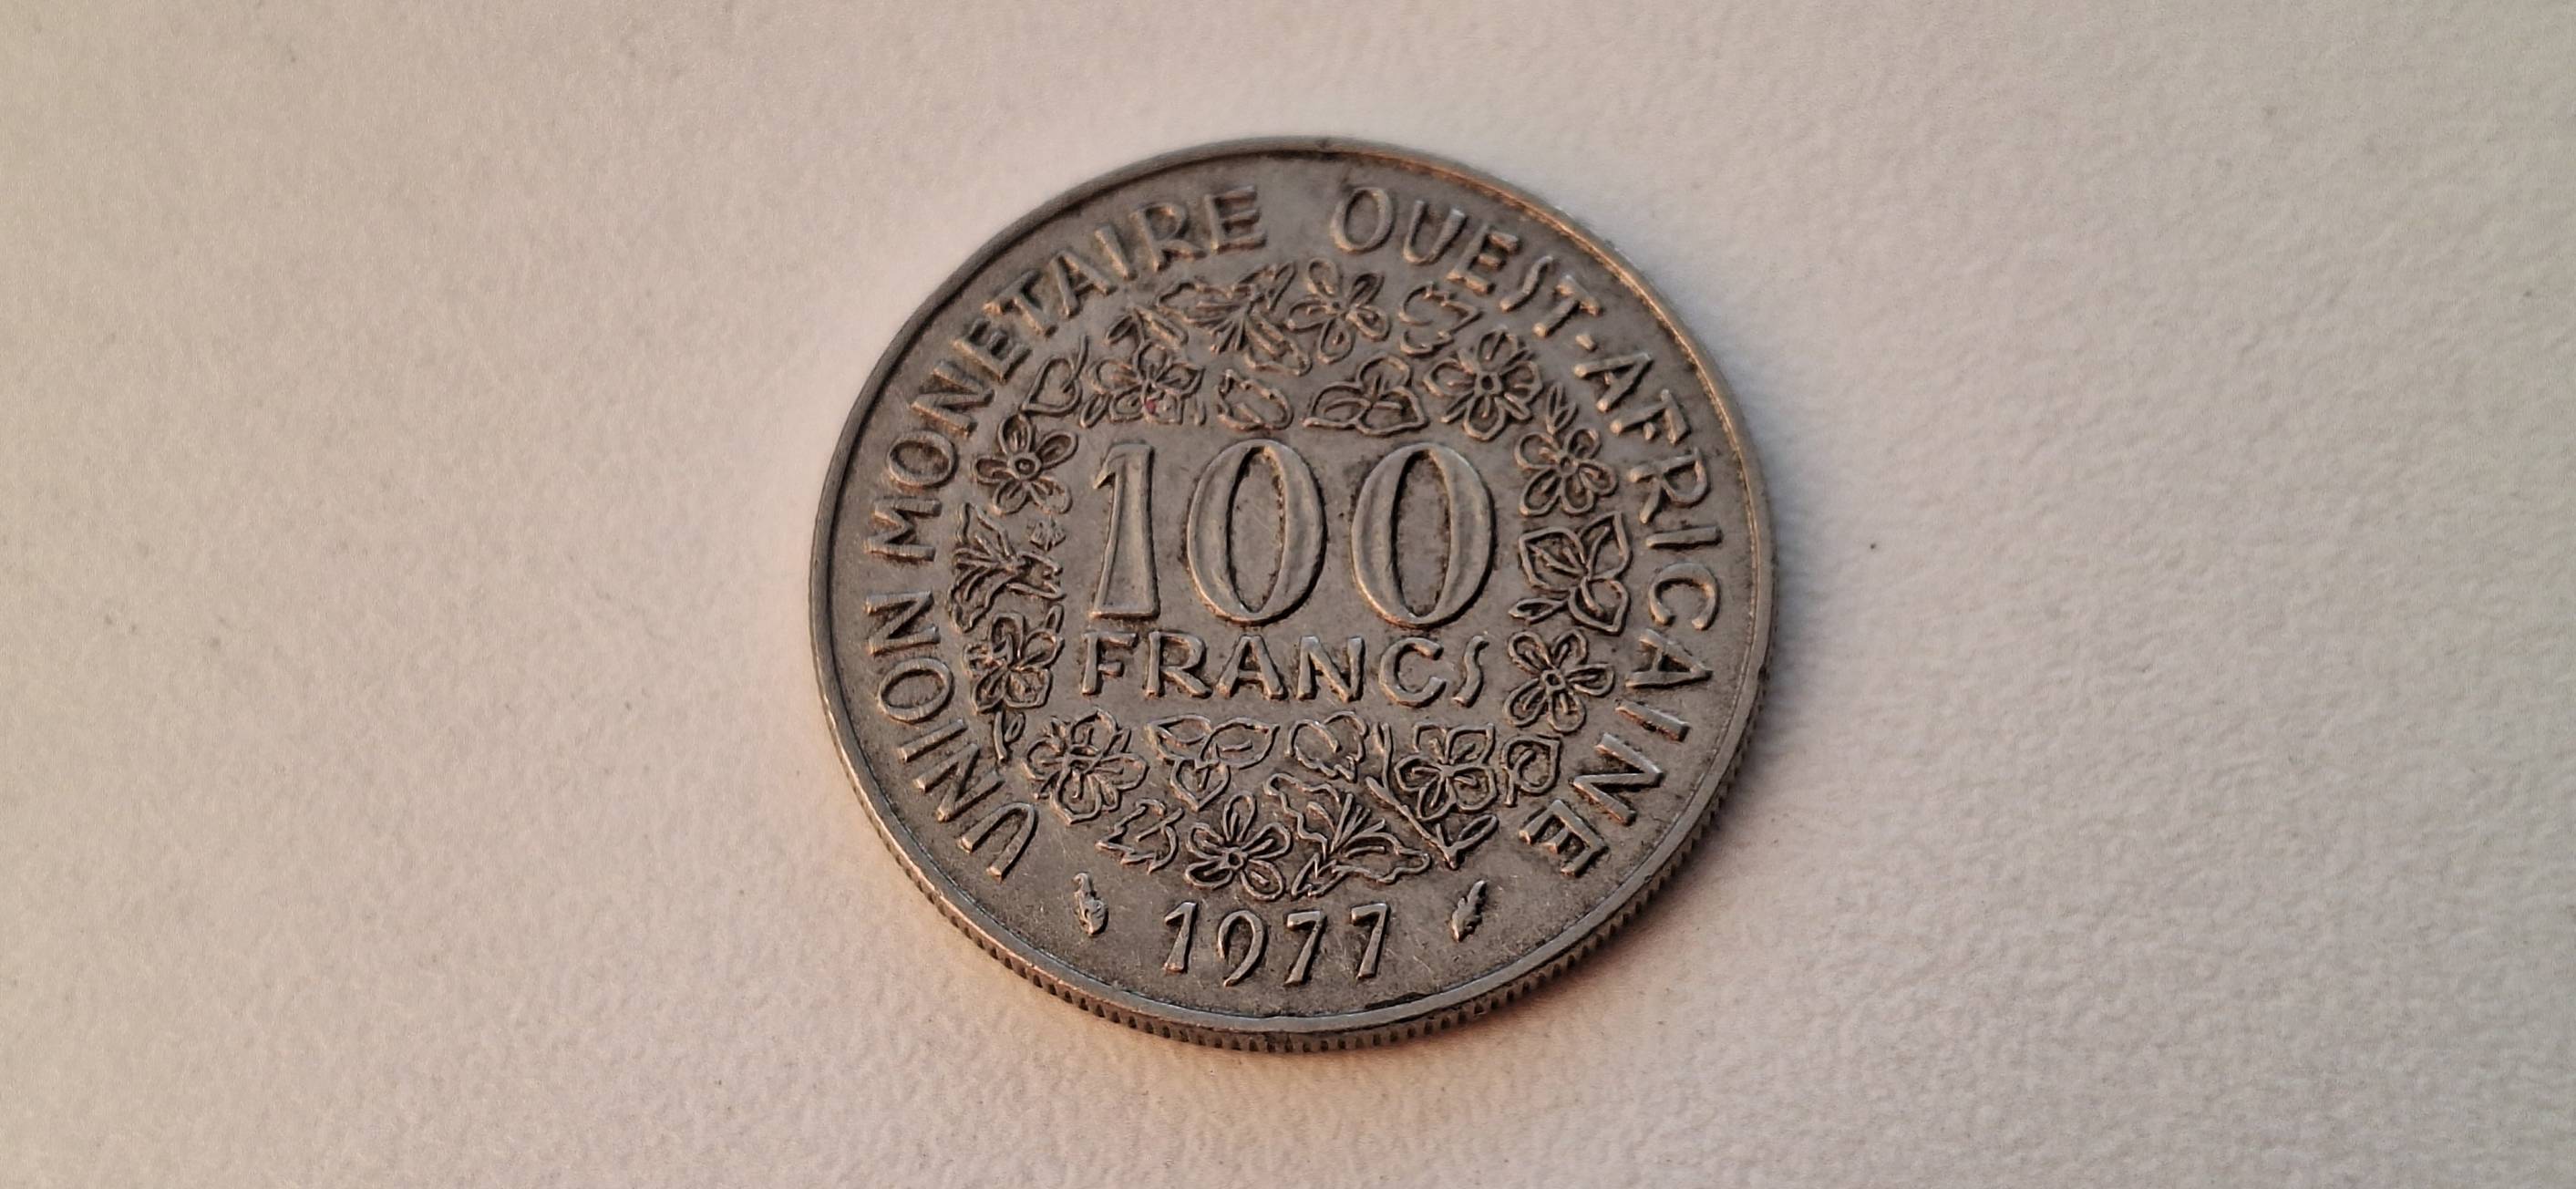 UNION MONETAIRE OUEST-AFRICAINE
100
FRANCS
1977